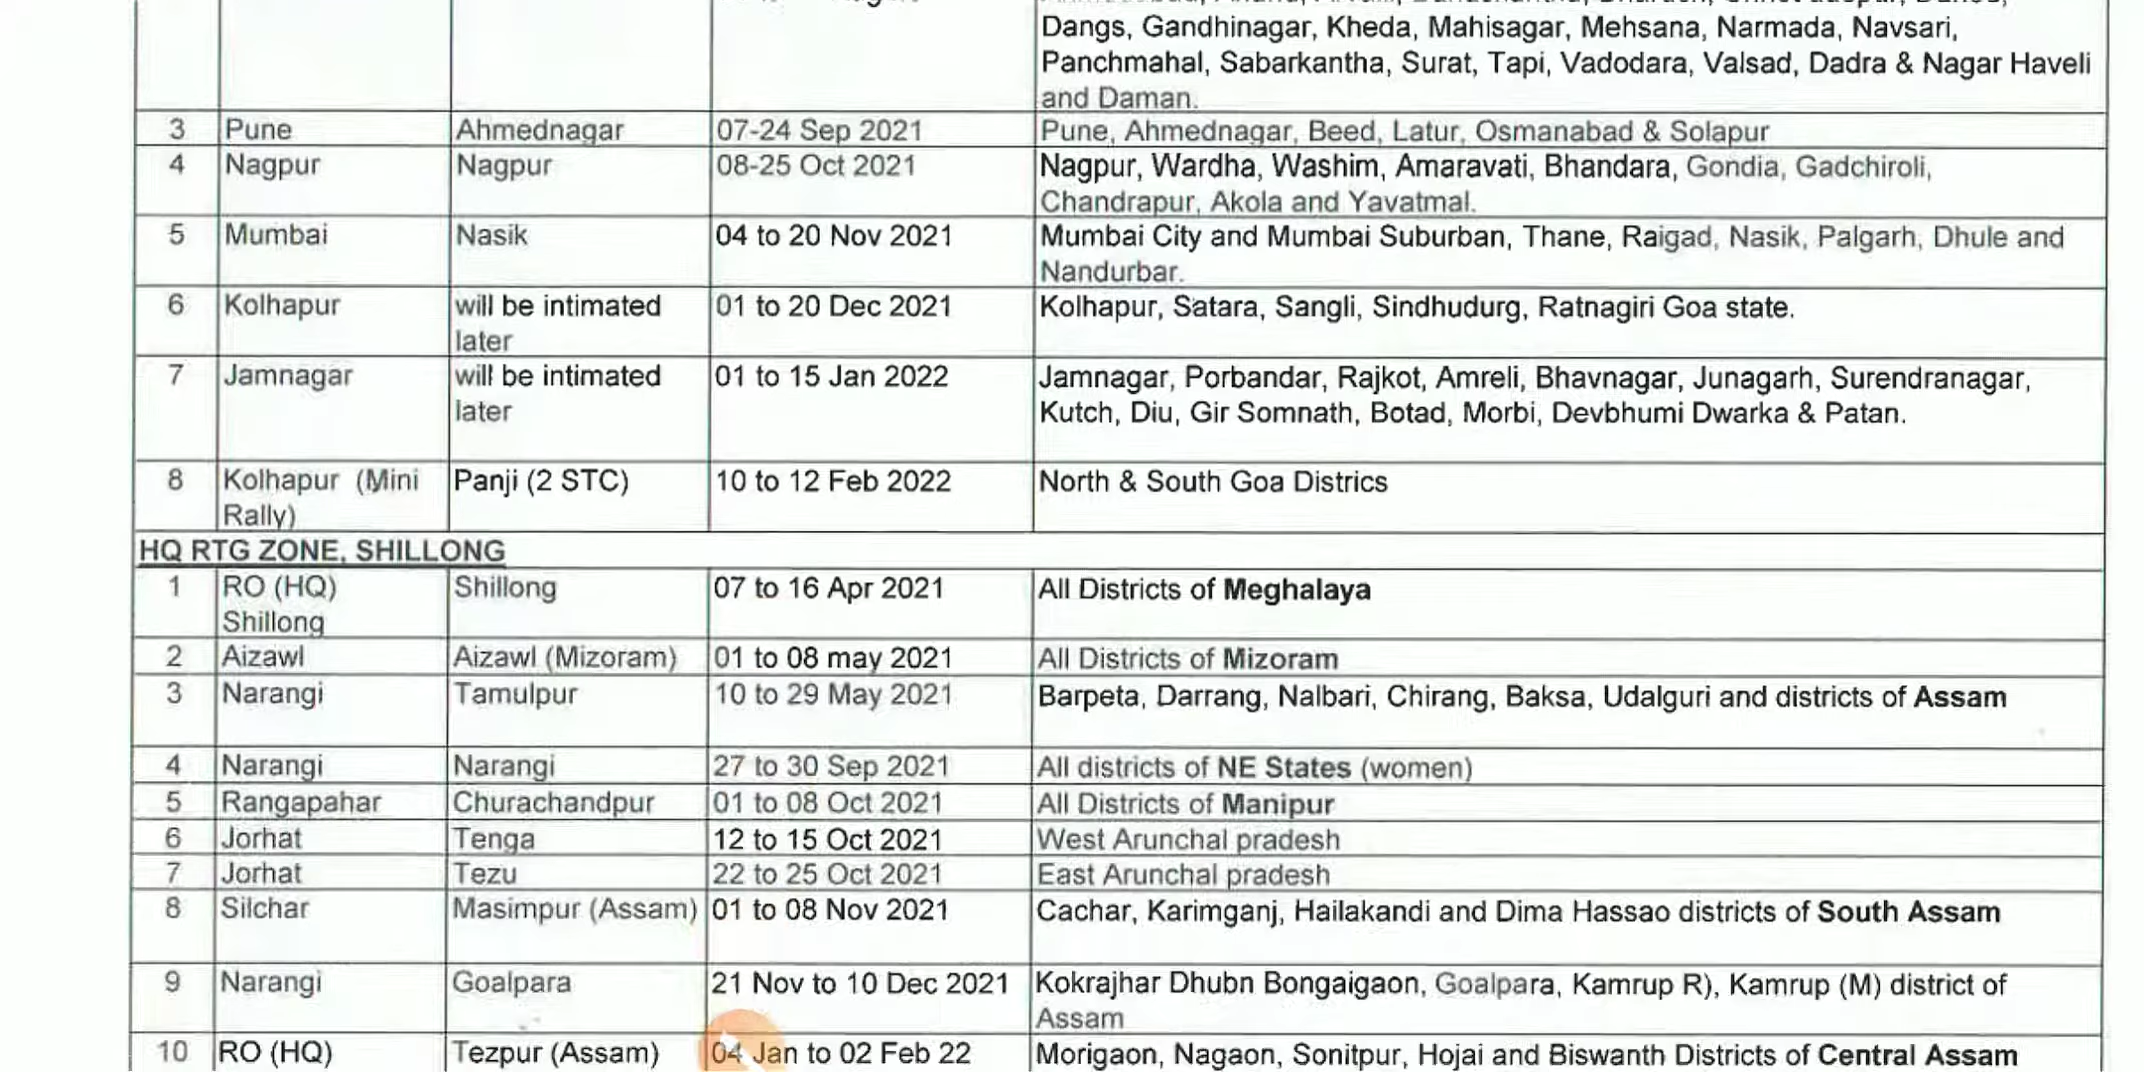 Dangs, Gandhinagar, Kheda, Mahisagar, Mehsana, Narmada, Navsari,
Panchmahal, Sabarkantha, Surat, Tapi, Vadodara, Valsad, Dadra & Nagar Haveli
and Daman.
3 Pune Ahmednagar 07-24 Sep 2021 Pune, Ahmednagar, Beed, Latur, Osmanabad & Solapur
4 Nagpur Nagpur 08-25 Oct 2021 Nagpur, Wardha, Washim, Amaravati, Bhandara, Gondia, Gadchiroli,
Chandrapur, Akola and Yavatmal.
5 Mumbai Nasik 04 to 20 Nov 2021 Mumbai City and Mumbai Suburban, Thane, Raigad, Nasik, Palgarh, Dhule and
Nandurbar.
6 Kolhapur will be intimated 01 to 20 Dec 2021 Kolhapur, Satara, Sangli, Sindhudurg, Ratnagiri Goa state.
later
7 Jamnagar will be intimated 01 to 15 Jan 2022 Jamnagar, Porbandar, Rajkot, Amreli, Bhavnagar, Junagarh, Surendranagar,
later Kutch, Diu, Gir Somnath, Botad, Morbi, Devbhumi Dwarka & Patan.
8 Kolhapur (Mini Panji (2 STC) 10 to 12 Feb 2022 North & South Goa Districs
Rally)
HQ RTG ZONE, SHILLONG
1 RO (HQ) Shillong 07 to 16 Apr 2021 All Districts of Meghalaya
Shillong
2 Aizawl Aizawl (Mizoram) 01 to 08 may 2021 All Districts of Mizoram
3 Narangi Tamulpur 10 to 29 May 2021 Barpeta, Darrang, Nalbari, Chirang, Baksa, Udalguri and districts of Assam
4 Narangi Narangi 27 to 30 Sep 2021 All districts of NE States (women)
5 Rangapahar Churachandpur 01 to 08 Oct 2021 All Districts of Manipur
6 Jorhat Tenga 12 to 15 Oct 2021 West Arunchal pradesh
7 Jorhat Tezu 22 to 25 Oct 2021 East Arunchal pradesh
8 Silchar Masimpur (Assam) 01 to 08 Nov 2021 Cachar, Karimganj, Hailakandi and Dima Hassao districts of South Assam
9 Narangi Goalpara 21 Nov to 10 Dec 2021 Kokrajhar Dhubn Bongaigaon, Goalpara, Kamrup R), Kamrup (M) district of
Assam
10 RO (HQ) Tezpur (Assam) 04 Jan to 02 Feb 22 Morigaon, Nagaon, Sonitpur, Hojai and Biswanth Districts of Central Assam